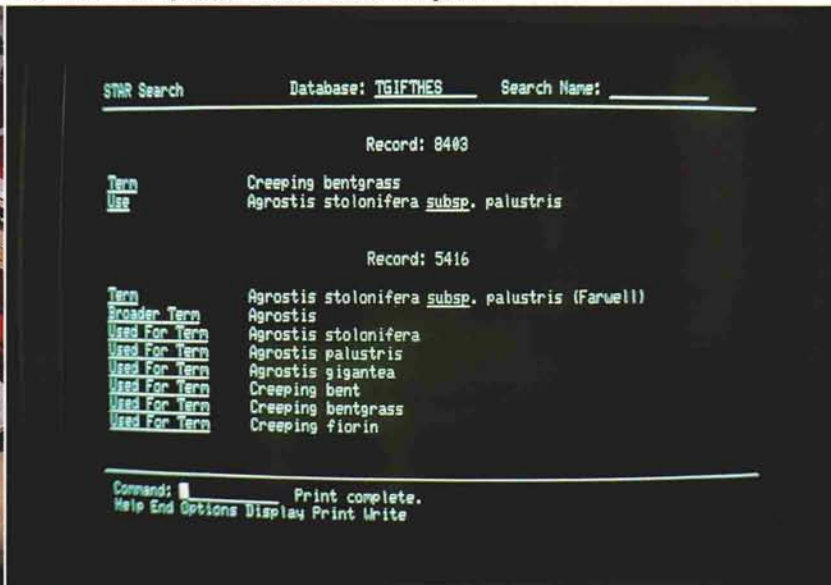 STAR Search Database: TGIFTHES Search Name:
Record: 8403
Term Creeping bentgrass
Use Agrostis stolonifera subsp. palustris
Record: 5416
Term Agrostis stolonifera subsp. palustris (Farwell)
Broader Term Agrostis
Used For Term Agrostis stolonifera
Used For Term Agrostis palustris
Used For Term Agrostis gigantea
Used For Term Creeping bent
Used For Term Creeping bentgrass
Used For Term Creeping fiorin
Command: Print complete.
Help End Options Display Print Write